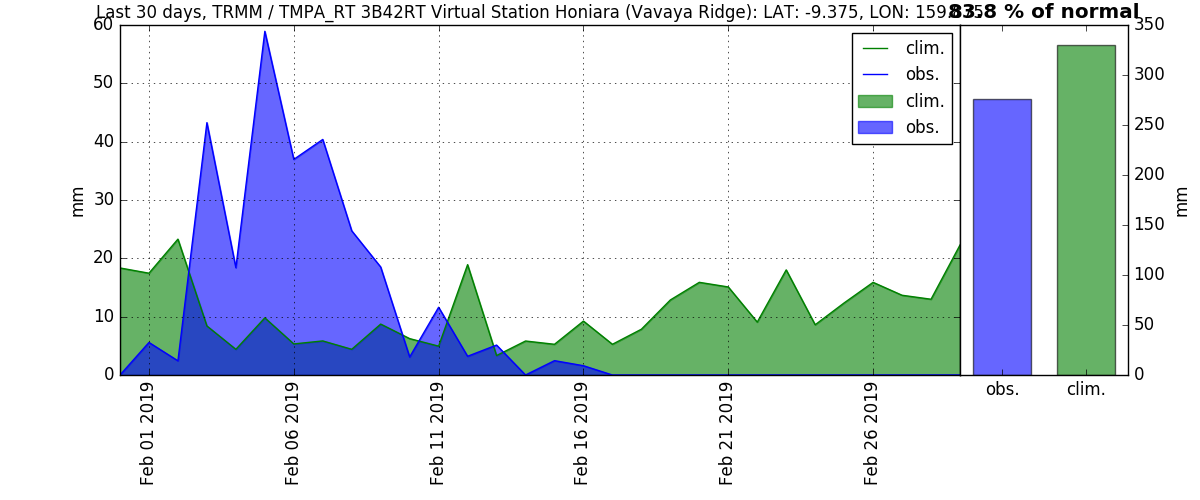 Last 30 days, TRMM / TMPA_RT 3B42RT Virtual Station Honiara (Vavaya Ridge): LAT: -9.375, LON:
83.8 % of normal
60
50
40
30
20
10
0
mm
clim.
obs.
clim.
obs.
Feb 01 2019
Feb 06 2019
Feb 11 2019
Feb 16 2019
Feb 21 2019
Feb 26 2019
350
300
250
200
150
100
50
0
mm
obs.
clim.